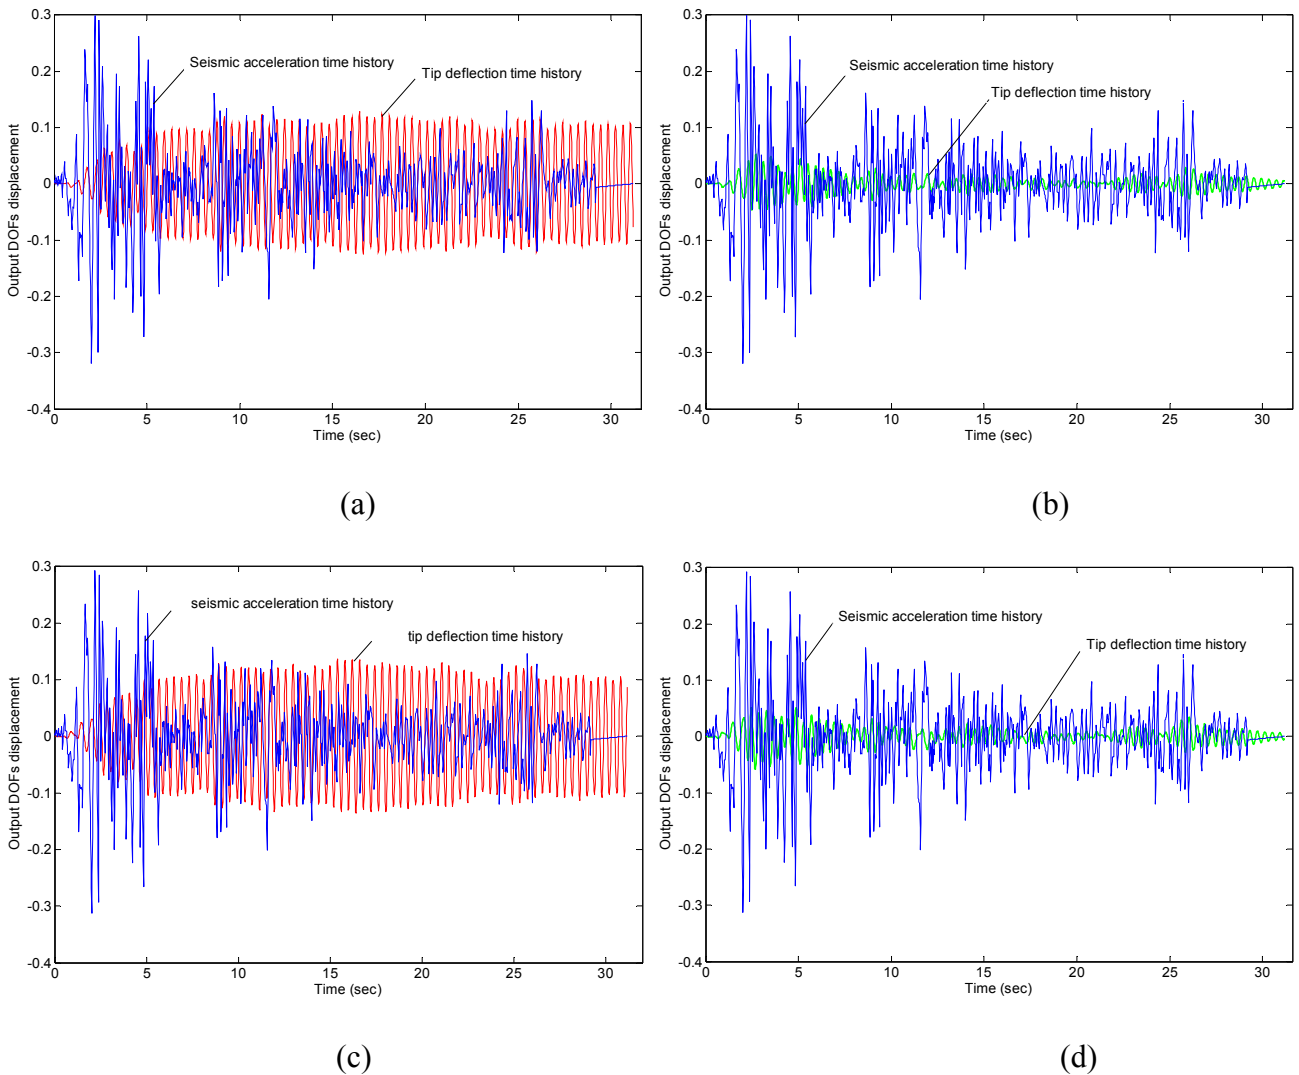 0.3
0.2
0.1
0
-0.1
-0.2
-0.3
-0.4
Output DOFs displacement
Seismic acceleration time history
Tip deflection time history
0 5 10 15 20 25 30
Time (sec)
(a)
0.3
0.2
0.1
0
-0.1
-0.2
-0.3
-0.4
Output DOFs displacement
Seismic acceleration time history
Tip deflection time history
0 5 10 15 20 25 30
Time (sec)
(b)
0.3
0.2
0.1
0
-0.1
-0.2
-0.3
-0.4
Output DOFs displacement
seismic acceleration time history
tip deflection time history
0 5 10 15 20 25 30
Time (sec)
(c)
0.3
0.2
0.1
0
-0.1
-0.2
-0.3
-0.4
Output DOFs displacement
Seismic acceleration time history
Tip deflection time history
0 5 10 15 20 25 30
Time (sec)
(d)